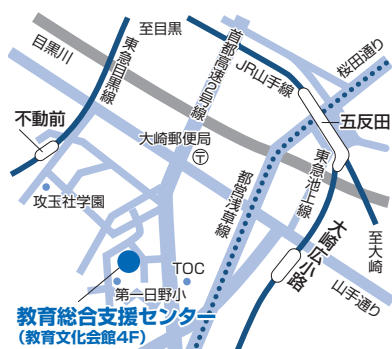 至目黒
目黒川
東急目黒線
首都高速2号線
JR山手線
桜田通り
不動前
五反田
大崎郵便局
〒
都営浅草線
東急池上線
攻玉社学園
大崎広小路
至大崎
TOC
山手通り
第一日野小
教育総合支援センター
(教育文化会館4F)